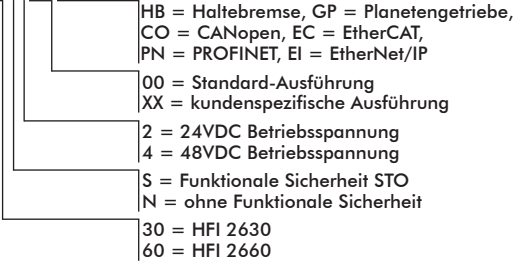 HB = Haltebremse, GP = Planetengetriebe,
CO = CANopen, EC = EtherCAT,
PN = PROFINET, EI = EtherNet/IP
00 = Standard-Ausführung
XX = kundenspezifische Ausführung
2 = 24VDC Betriebsspannung
4 = 48VDC Betriebsspannung
S = Funktionale Sicherheit STO
N = ohne Funktionale Sicherheit
30 = HFI 2630
60 = HFI 2660